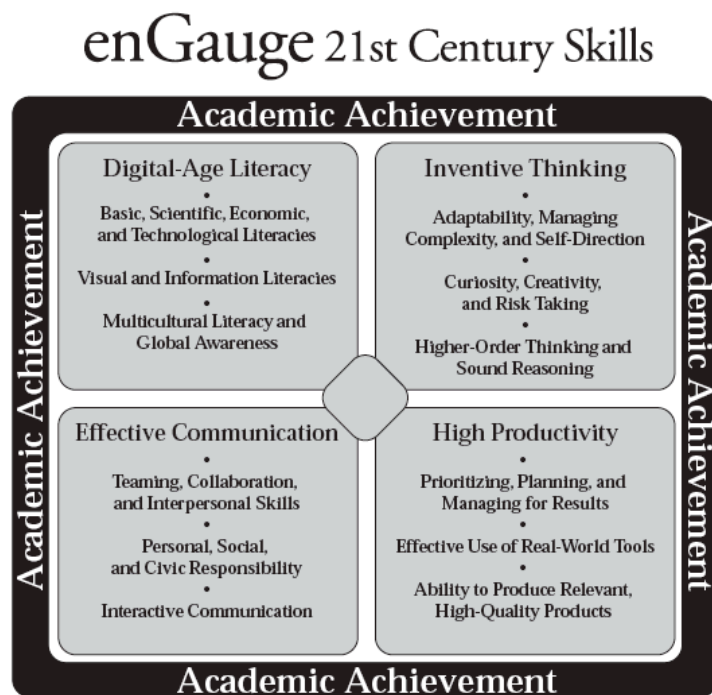 enGauge 21st Century Skills
Academic Achievement
Academic Achievement
Digital-Age Literacy
•
Basic, Scientific, Economic,
and Technological Literacies
•
Visual and Information Literacies
•
Multicultural Literacy and
Global Awareness
Inventive Thinking
•
Adaptability, Managing
Complexity, and Self-Direction
•
Curiosity, Creativity,
and Risk Taking
•
Higher-Order Thinking and
Sound Reasoning
Effective Communication
•
Teaming, Collaboration,
and Interpersonal Skills
•
Personal, Social,
and Civic Responsibility
•
Interactive Communication
High Productivity
•
Prioritizing, Planning, and
Managing for Results
•
Effective Use of Real-World Tools
•
Ability to Produce Relevant,
High-Quality Products
Academic Achievement
Academic Achievement